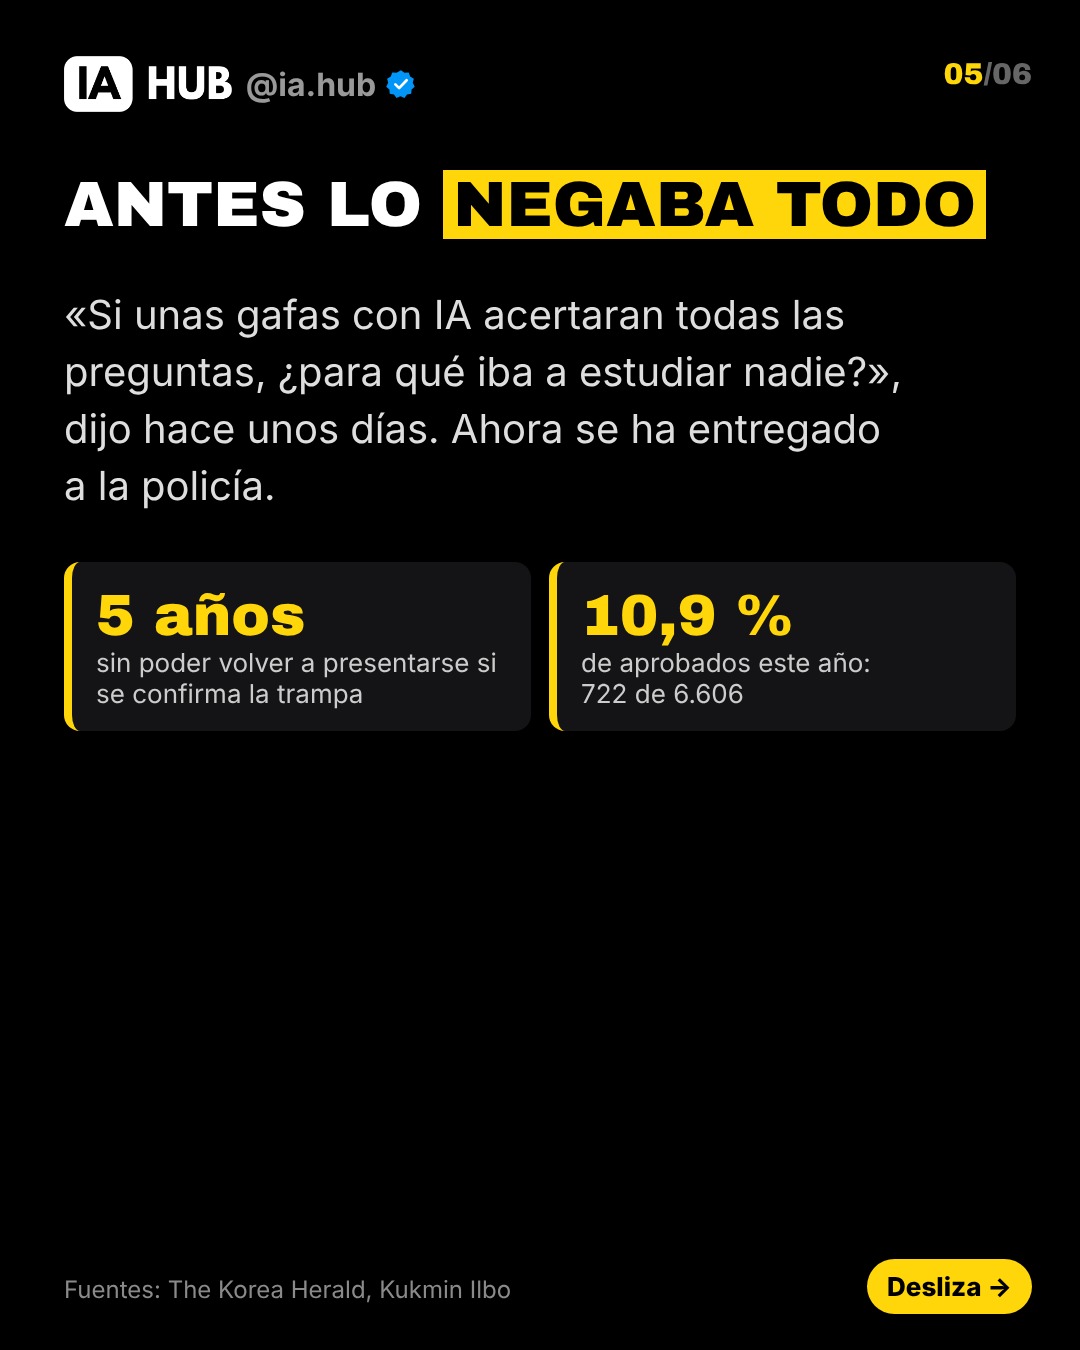 IA HUB @ia.hub
05/06
ANTES LO NEGABA TODO
«Si unas gafas con IA acertaran todas las
preguntas, ¿para qué iba a estudiar nadie?»,
dijo hace unos días. Ahora se ha entregado
a la policía.
5 años
sin poder volver a presentarse si
se confirma la trampa
10,9 %
de aprobados este año:
722 de 6.606
Fuentes: The Korea Herald, Kukmin Ilbo
Desliza →